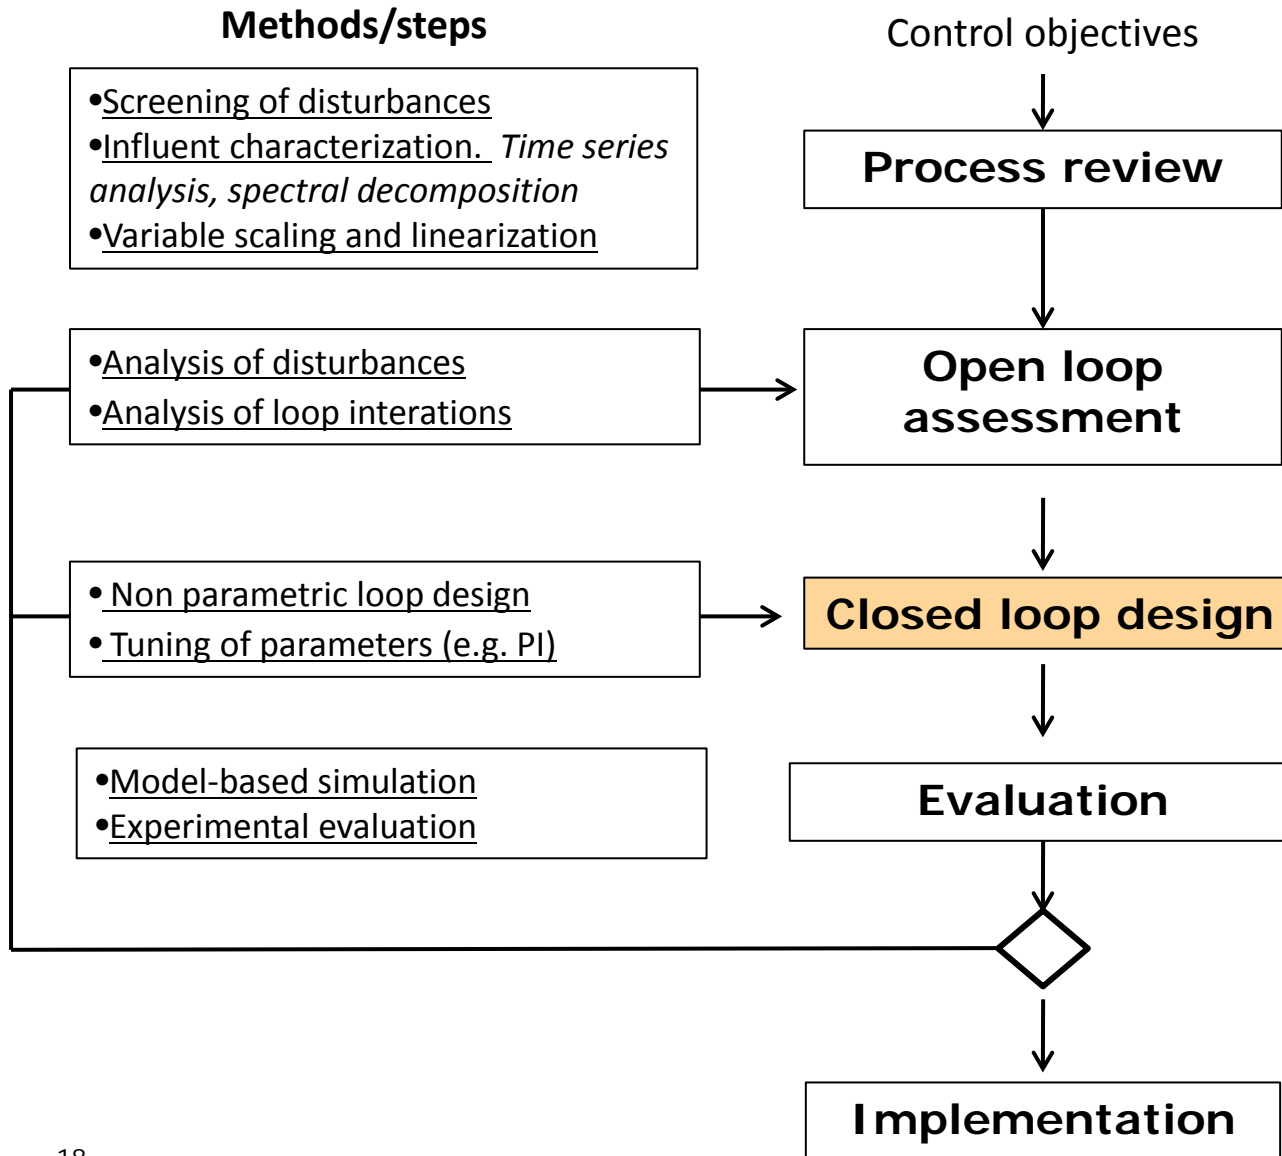 Methods/steps
•Screening of disturbances
•Influent characterization. Time series
analysis, spectral decomposition
•Variable scaling and linearization
•Analysis of disturbances
•Analysis of loop interations
• Non parametric loop design
• Tuning of parameters (e.g. PI)
•Model-based simulation
•Experimental evaluation
Control objectives
Process review
Open loop
assessment
Closed loop design
Evaluation
Implementation
18